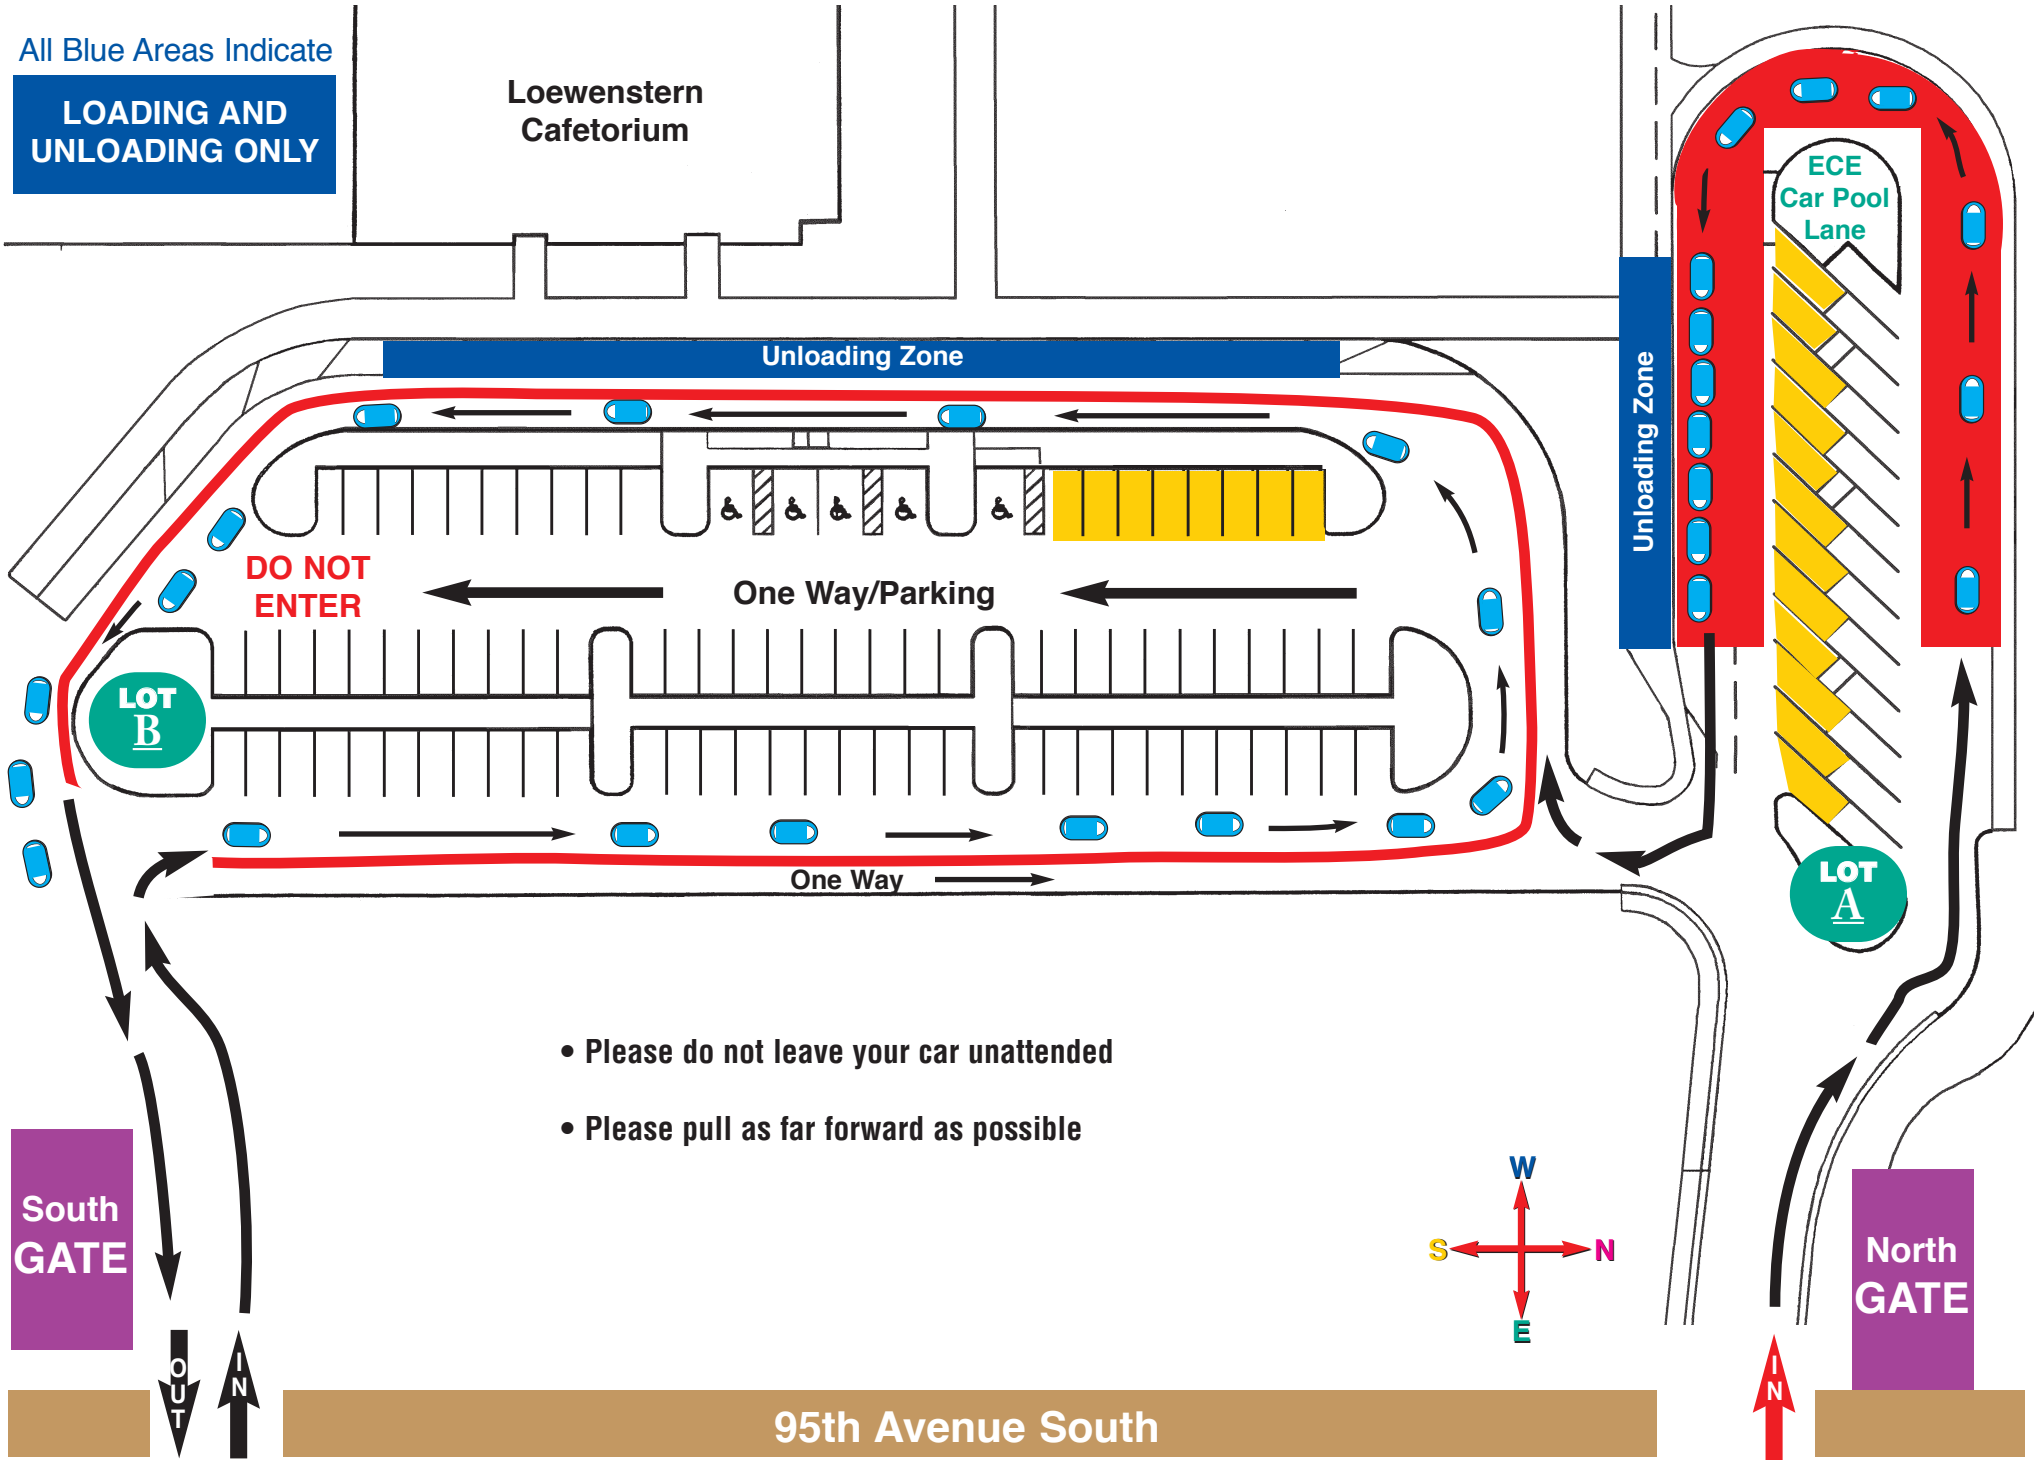 All Blue Areas Indicate
LOADING AND
UNLOADING ONLY
Loewenstern
Cafetorium
ECE
Car Pool
Lane
Unloading Zone
Unloading Zone
DO NOT
ENTER
One Way/Parking
LOT
B
One Way
LOT
A
• Please do not leave your car unattended
• Please pull as far forward as possible
South
GATE
W
S
N
E
North
GATE
OUT
IN
IN
95th Avenue South